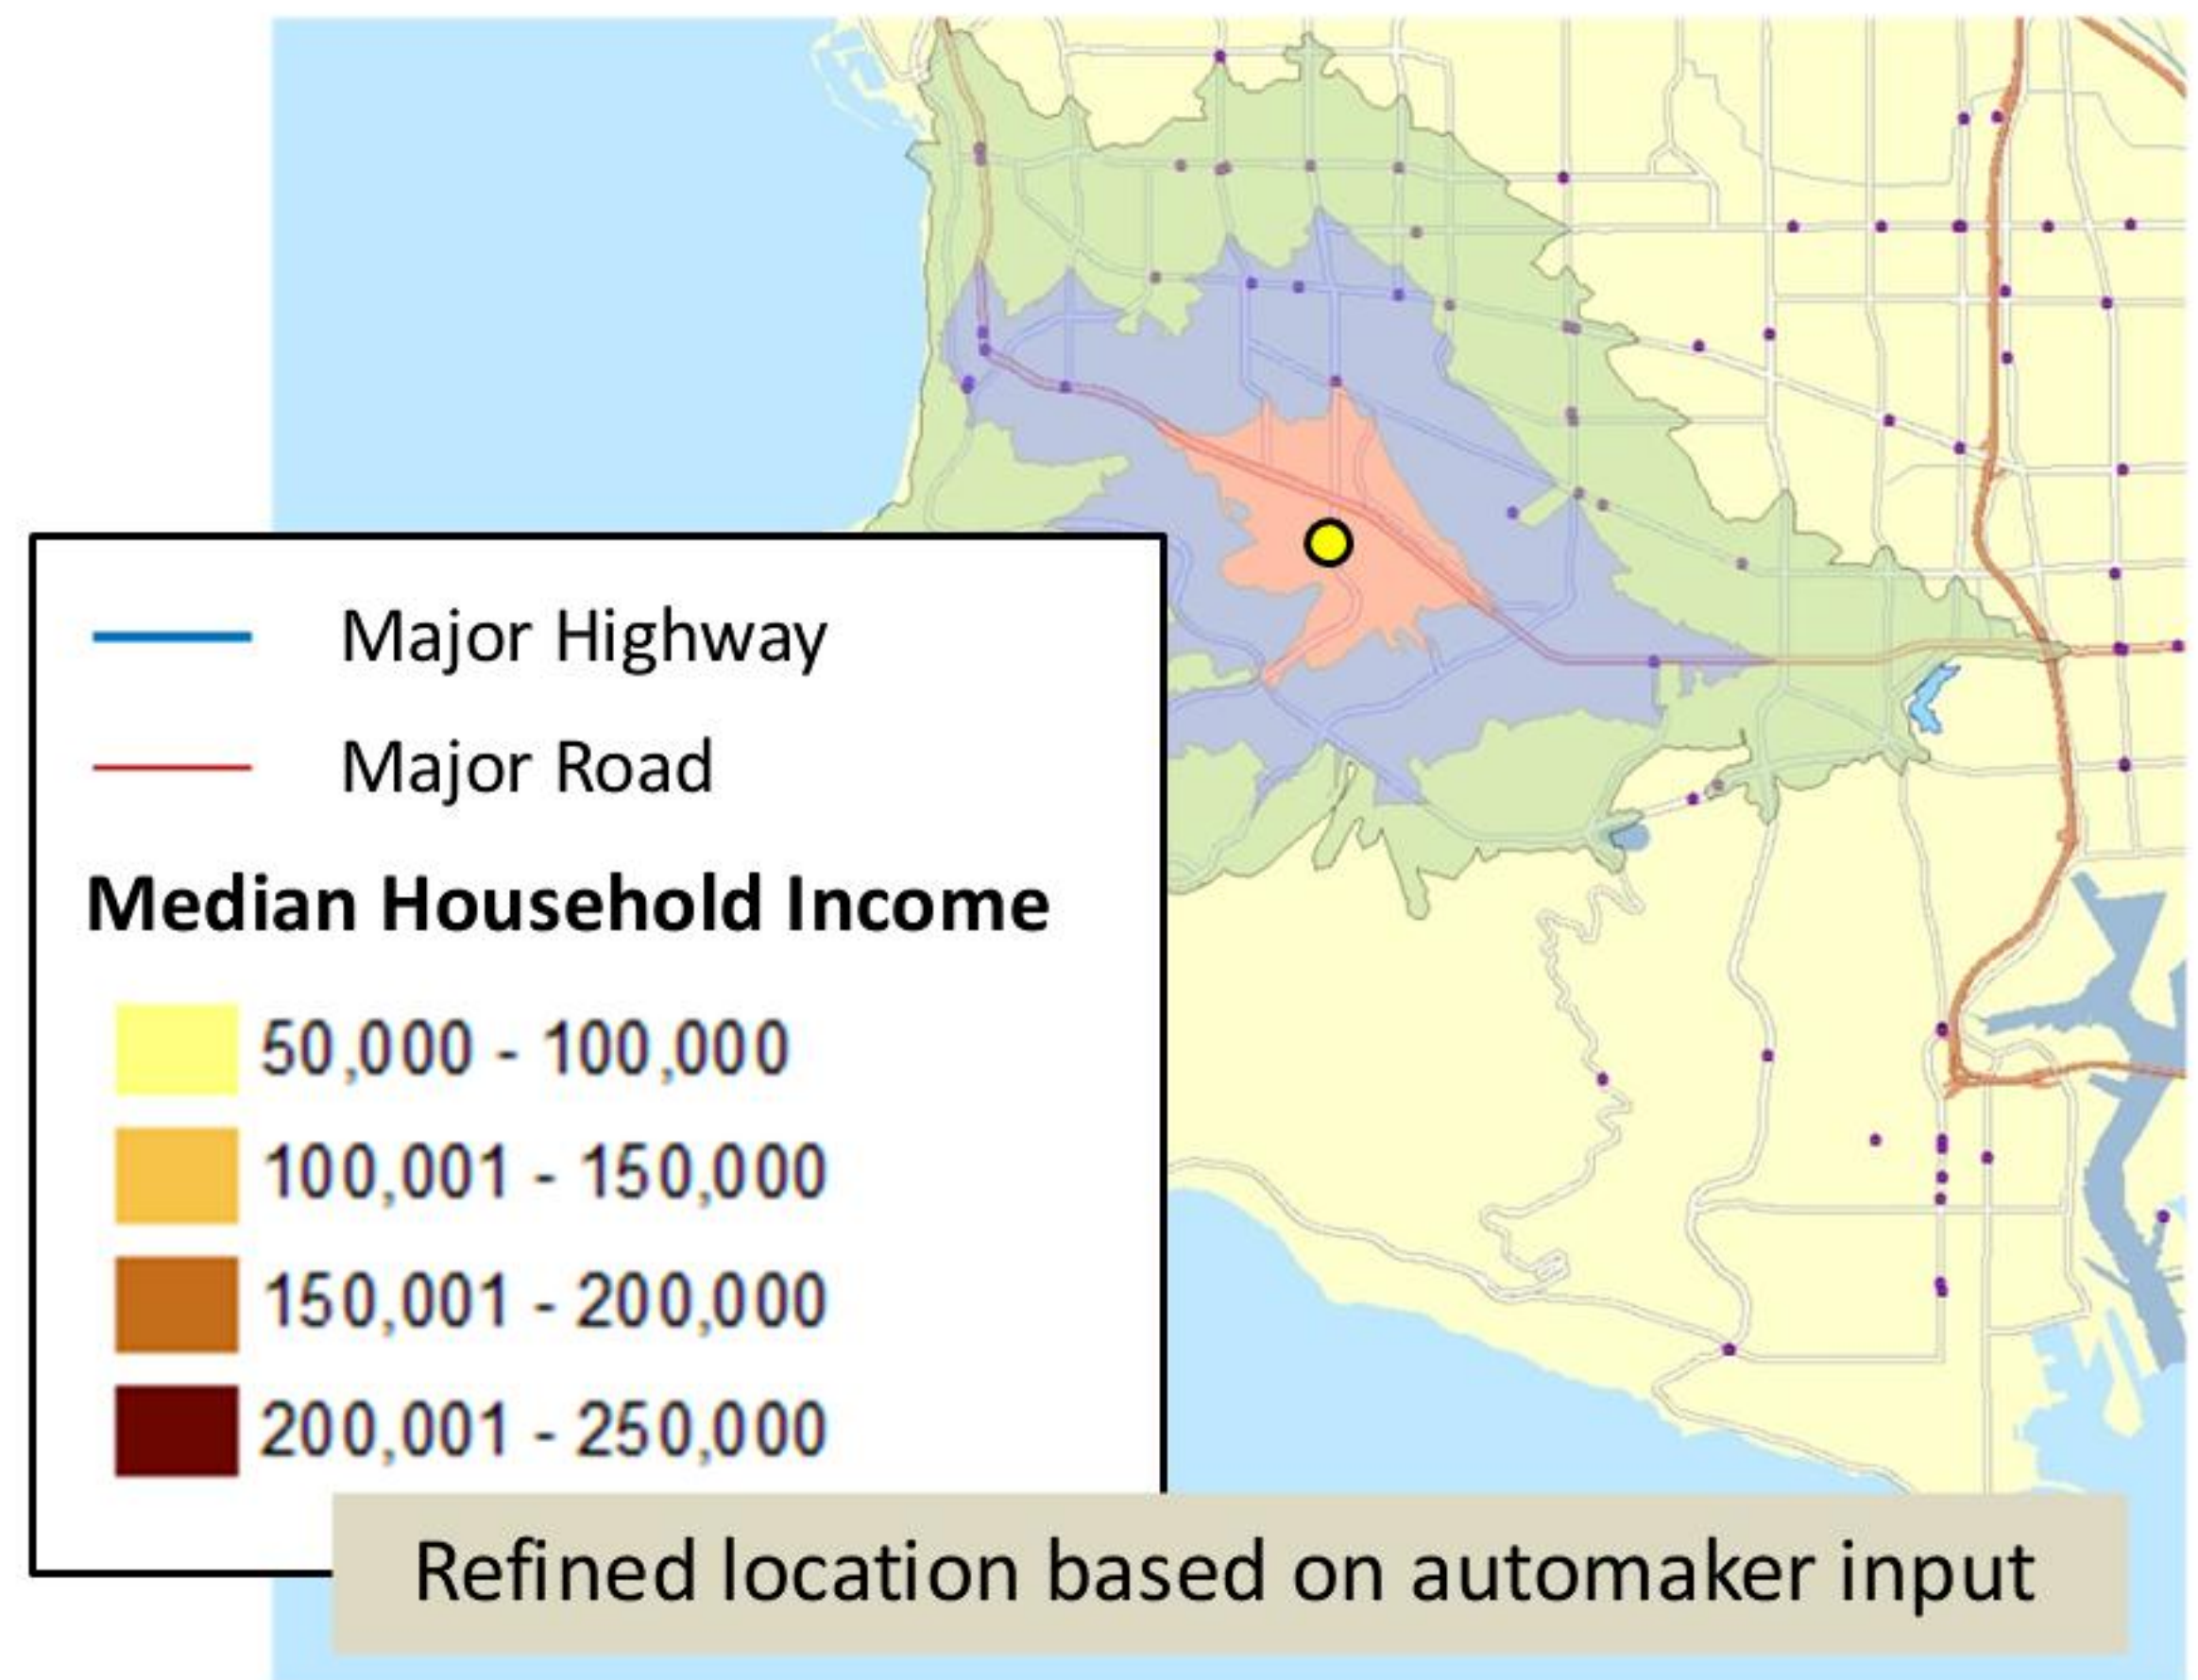 Major Highway
Major Road
Median Household Income
50,000 - 100,000
100,001 - 150,000
150,001 - 200,000
200,001 - 250,000
Refined location based on automaker input